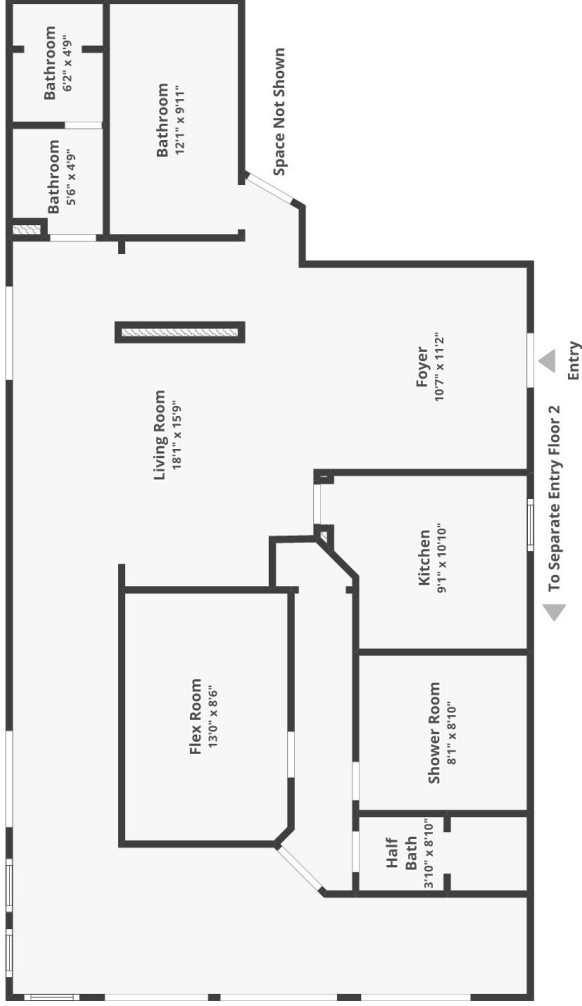 Bathroom
6'2" x 4'9"
Bathroom
12'1" x 9'11"
Space Not Shown
Bathroom
5'6" x 4'9"
Living Room
18'1" x 15'9"
Foyer
10'7" x 11'2"
Entry
To Separate Entry Floor 2
Kitchen
9'1" x 10'10"
Flex Room
13'0" x 8'6"
Shower Room
8'1" x 8'10"
Half
Bath
3'10" x 8'10"